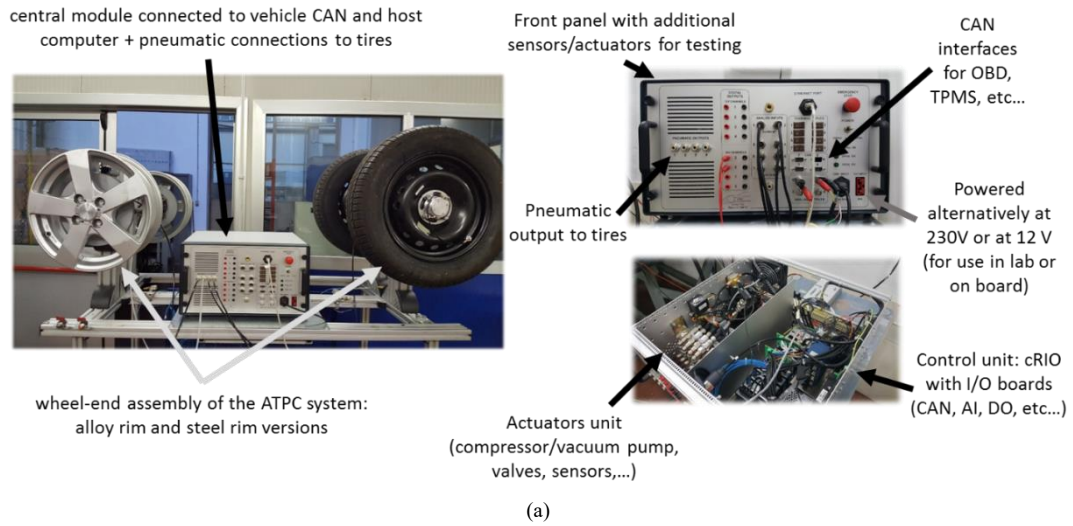 central module connected to vehicle CAN and host
computer + pneumatic connections to tires
wheel-end assembly of the ATPC system:
alloy rim and steel rim versions
Front panel with additional
sensors/actuators for testing
CAN
interfaces
for OBD,
TPMS, etc...
Pneumatic
output to tires
Powered
alternatively at
230V or at 12 V
(for use in lab or
on board)
Actuators unit
(compressor/vacuum pump,
valves, sensors,...)
Control unit: cRIO
with I/O boards
(CAN, AI, DO, etc...)
(a)